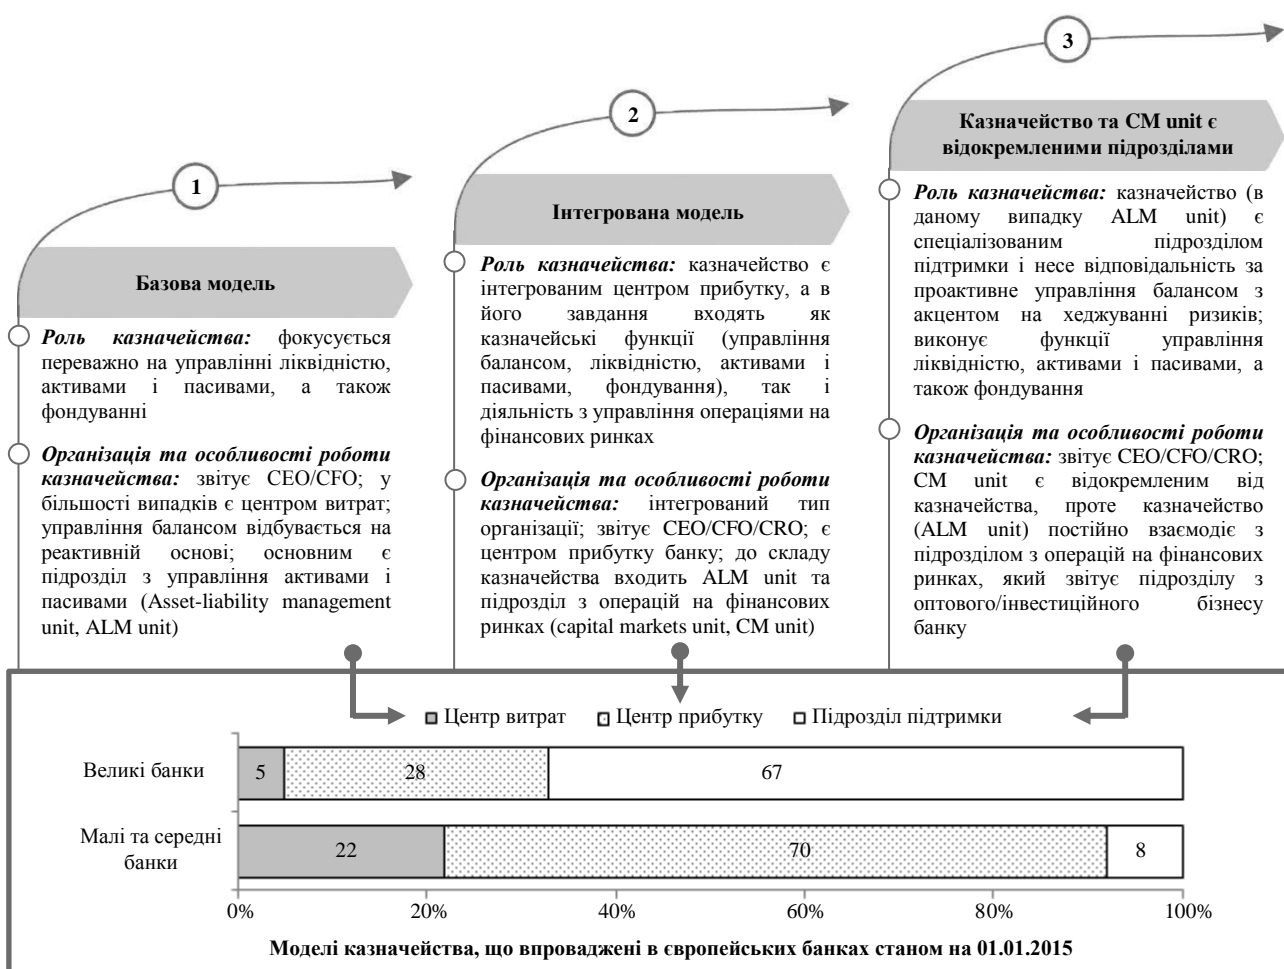 1
Базова модель
Роль казначейства: фокусується
переважно на управлінні ліквідністю,
активами і пасивами, а також
фондуванні
Організація та особливості роботи
казначейства: звітує CEO/CFO; у
більшості випадків є центром витрат;
управління балансом відбувається на
реактивній основі; основним є
підрозділ з управління активами і
пасивами (Asset-liability management
unit, ALM unit)
2
Інтегрована модель
Роль казначейства: казначейство є
інтегрованим центром прибутку, а в
його завдання входять як
казначейські функції (управління
балансом, ліквідністю, активами і
пасивами, фондування), так і
діяльність з управління операціями на
фінансових ринках
Організація та особливості роботи
казначейства: інтегрований тип
організації; звітує CEO/CFO/CRO; є
центром прибутку банку; до складу
казначейства входить ALM unit та
підрозділ з операцій на фінансових
ринках (capital markets unit, CM unit)
3
Казначейство та CM unit є
відокремленими підрозділами
Роль казначейства: казначейство (в
даному випадку ALM unit) є
спеціалізованим підрозділом
підтримки і несе відповідальність за
проактивне управління балансом з
акцентом на хеджуванні ризиків;
виконує функції управління
ліквідністю, активами і пасивами, а
також фондування
Організація та особливості роботи
казначейства: звітує CEO/CFO/CRO;
CM unit є відокремленим від
казначейства, проте казначейство
(ALM unit) постійно взаємодіє з
підрозділом з операцій на фінансових
ринках, який звітує підрозділу з
оптового/інвестиційного бізнесу
банку
Центр витрат Центр прибутку Підрозділ підтримки
Великі банки 5 28 67
Малі та середні
банки
22 70 8
0% 20% 40% 60% 80% 100%
Моделі казначейства, що впроваджені в європейських банках станом на 01.01.2015